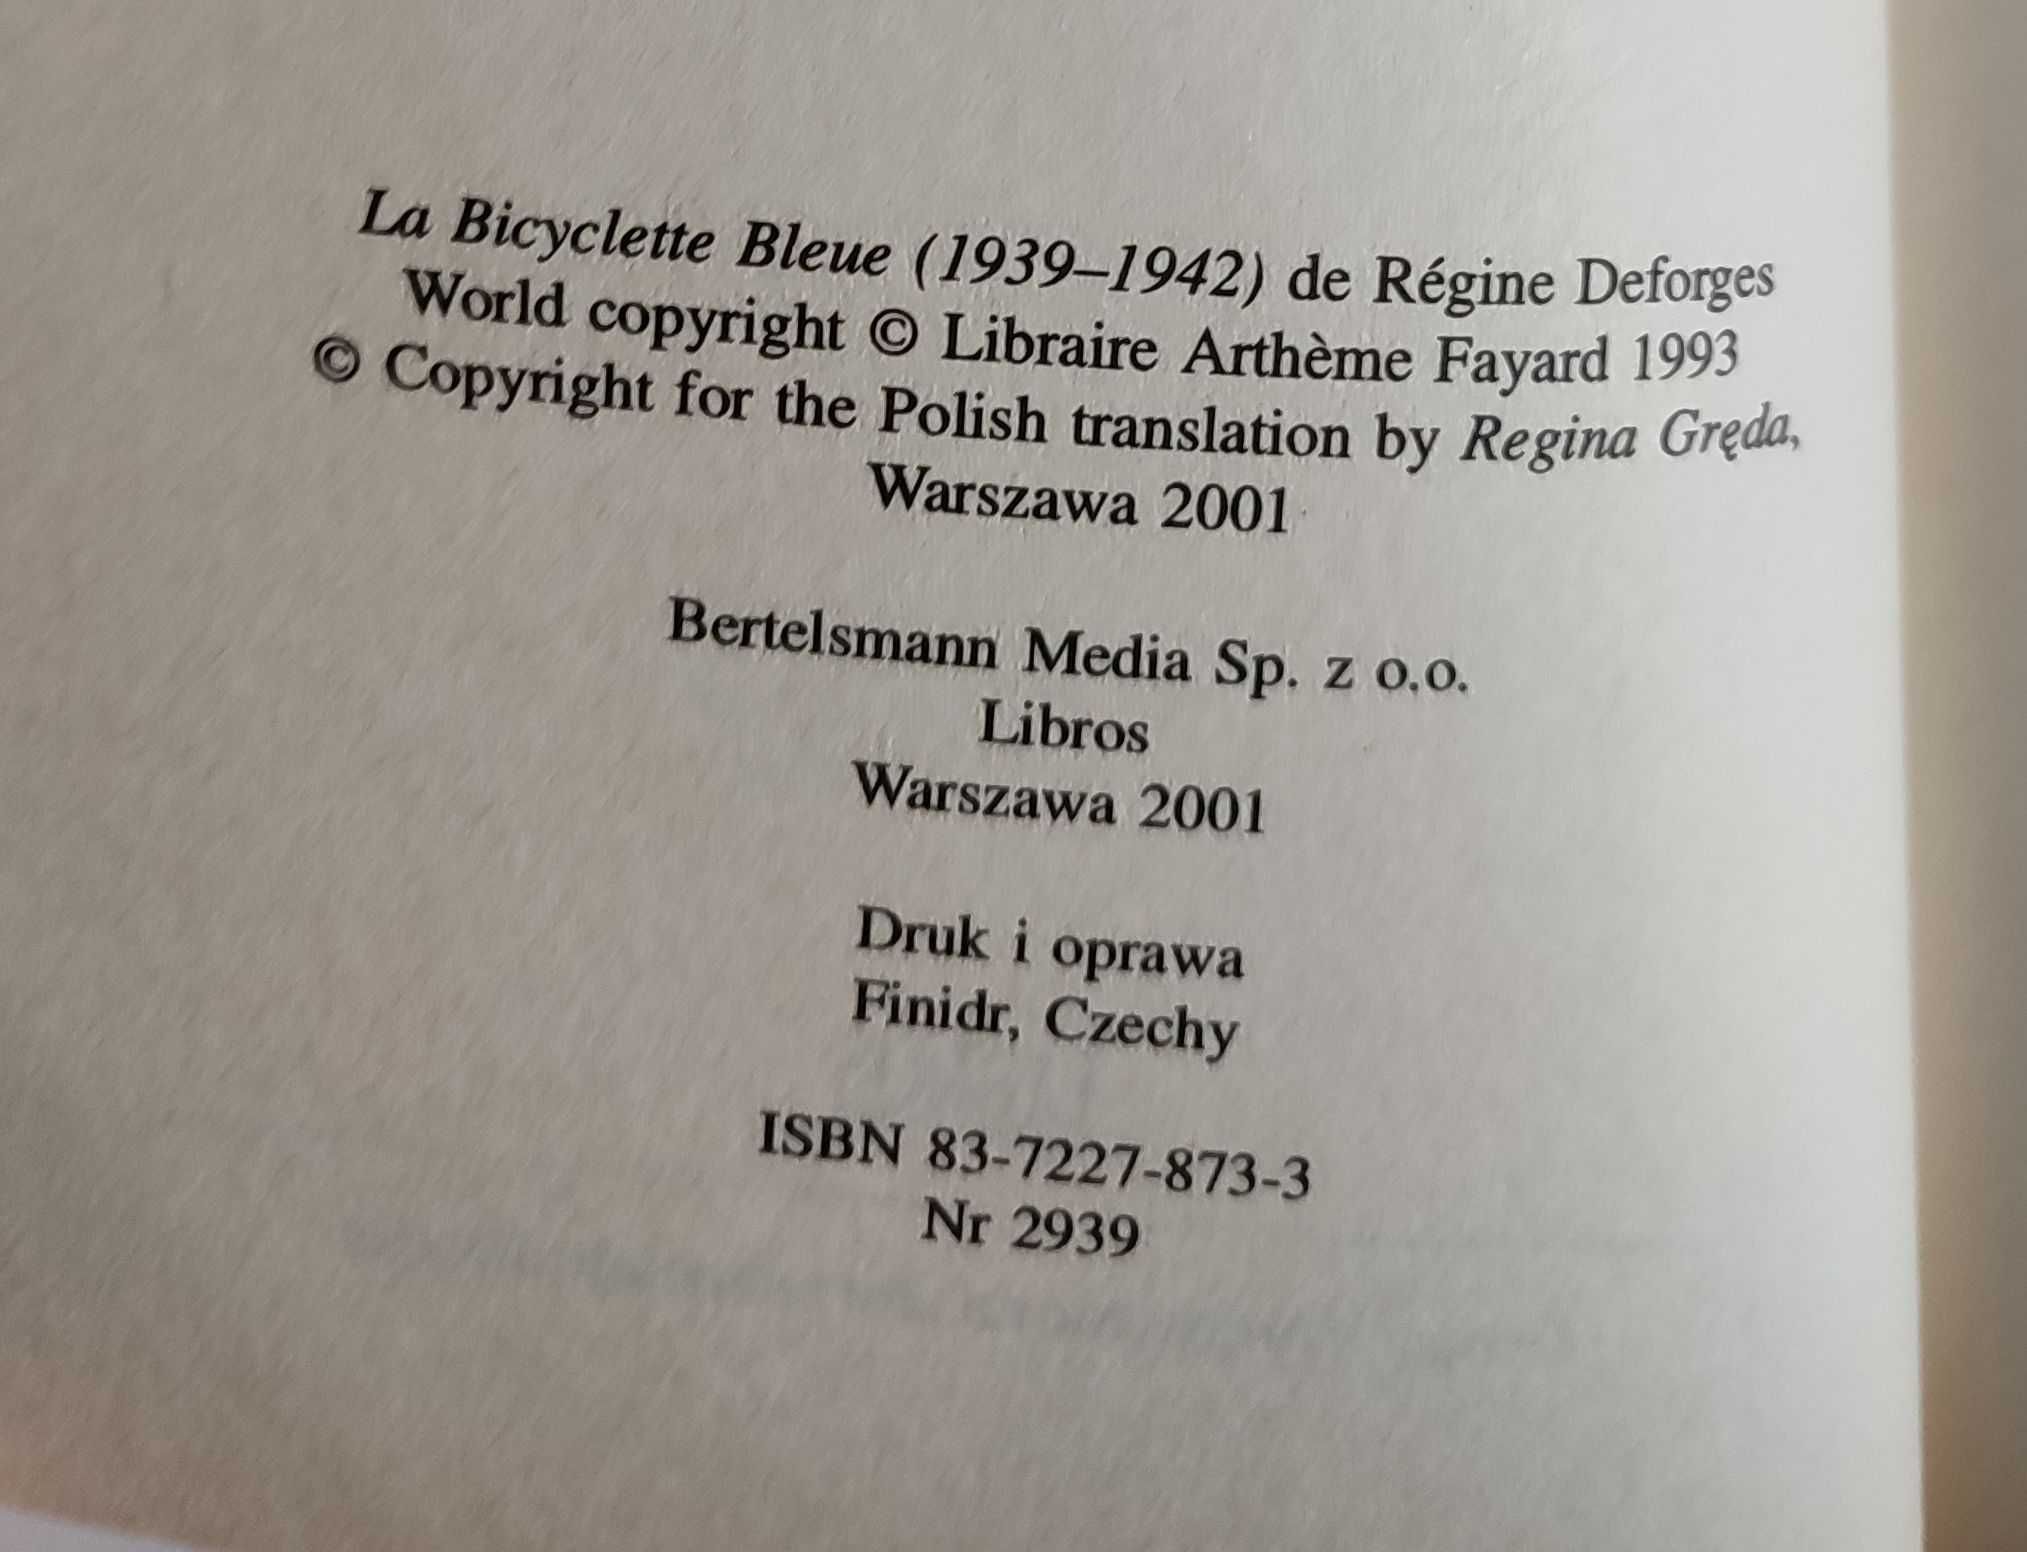 La Bicyclette Bleue (1939–1942) de Régine Deforges
World copyright © Libraire Arthème Fayard 1993
© Copyright for the Polish translation by Regina Gręda,
Warszawa 2001
Bertelsmann Media Sp. z o.o.
Libros
Warszawa 2001
Druk i oprawa
Finidr, Czechy
ISBN 83-7227-873-3
Nr 2939